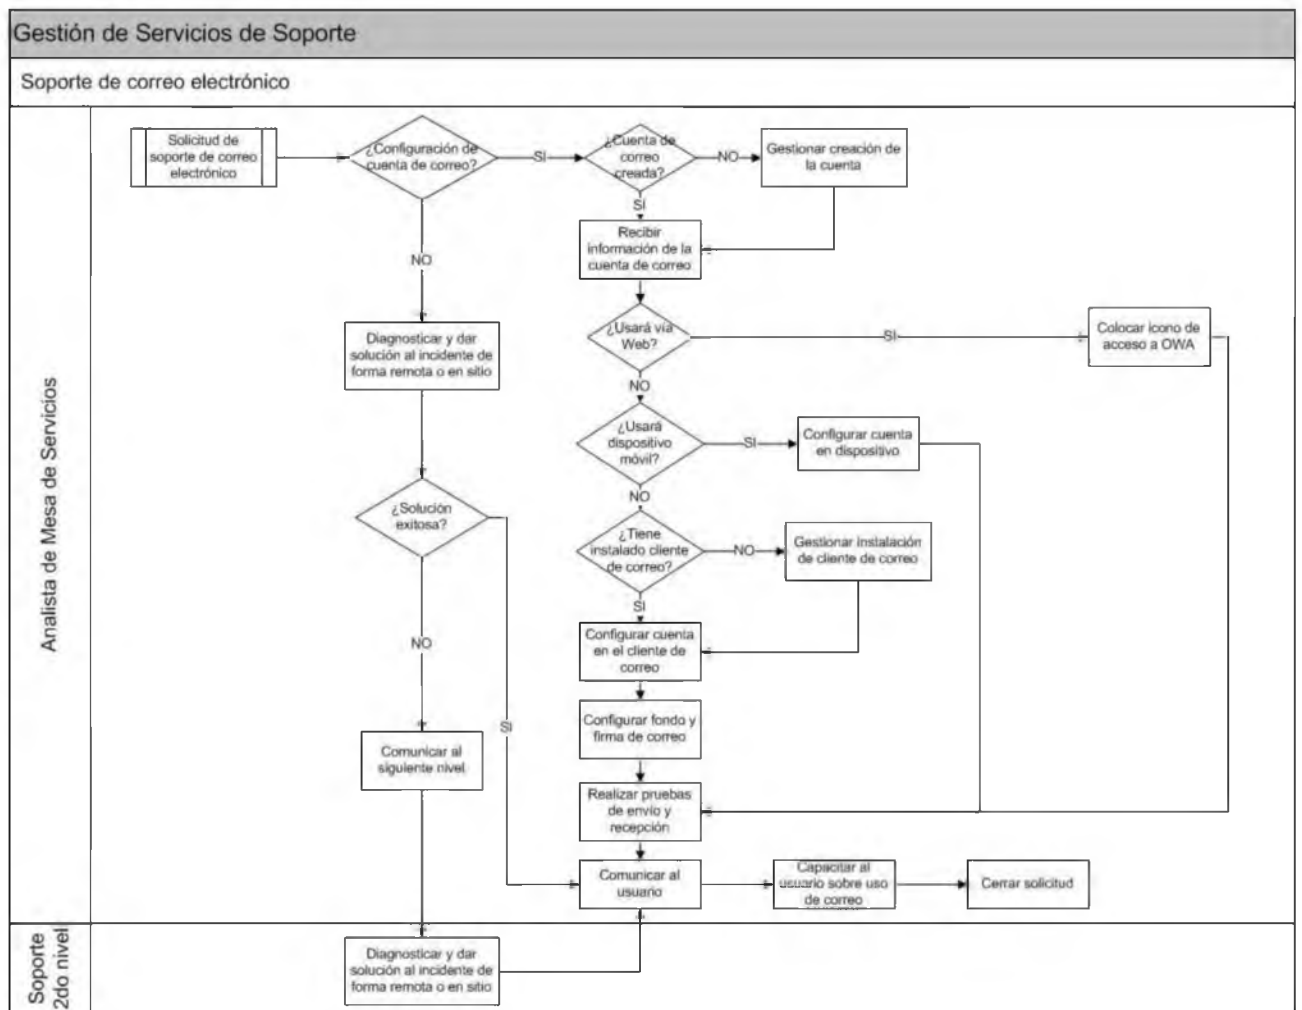 Gestión de Servicios de Soporte
Soporte de correo electrónico
Analista de Mesa de Servicios
Solicitud de
soporte de correo
electrónico
¿Configuración de
cuenta de correo?
SI
¿Cuenta de
correo
creada?
NO
Gestionar creación de
la cuenta
SI
Recibir
información de la
cuenta de correo
NO
Diagnosticar y dar
solución al incidente de
forma remota o en sitio
¿Usará vía
Web?
SI
Colocar icono de
acceso a OWA
NO
¿Usará
dispositivo
móvil?
SI
Configurar cuenta
en dispositivo
NO
¿Solución
exitosa?
¿Tiene
instalado cliente
de correo?
NO
Gestionar instalación
de cliente de correo
SI
Configurar cuenta
en el cliente de
correo
NO
SI
Configurar fondo y
firma de correo
Comunicar al
siguiente nivel
Realizar pruebas
de envío y
recepción
Comunicar al
usuario
Capacitar al
usuario sobre uso
de correo
Cerrar solicitud
Soporte
2do nivel
Diagnosticar y dar
solución al incidente de
forma remota o en sitio